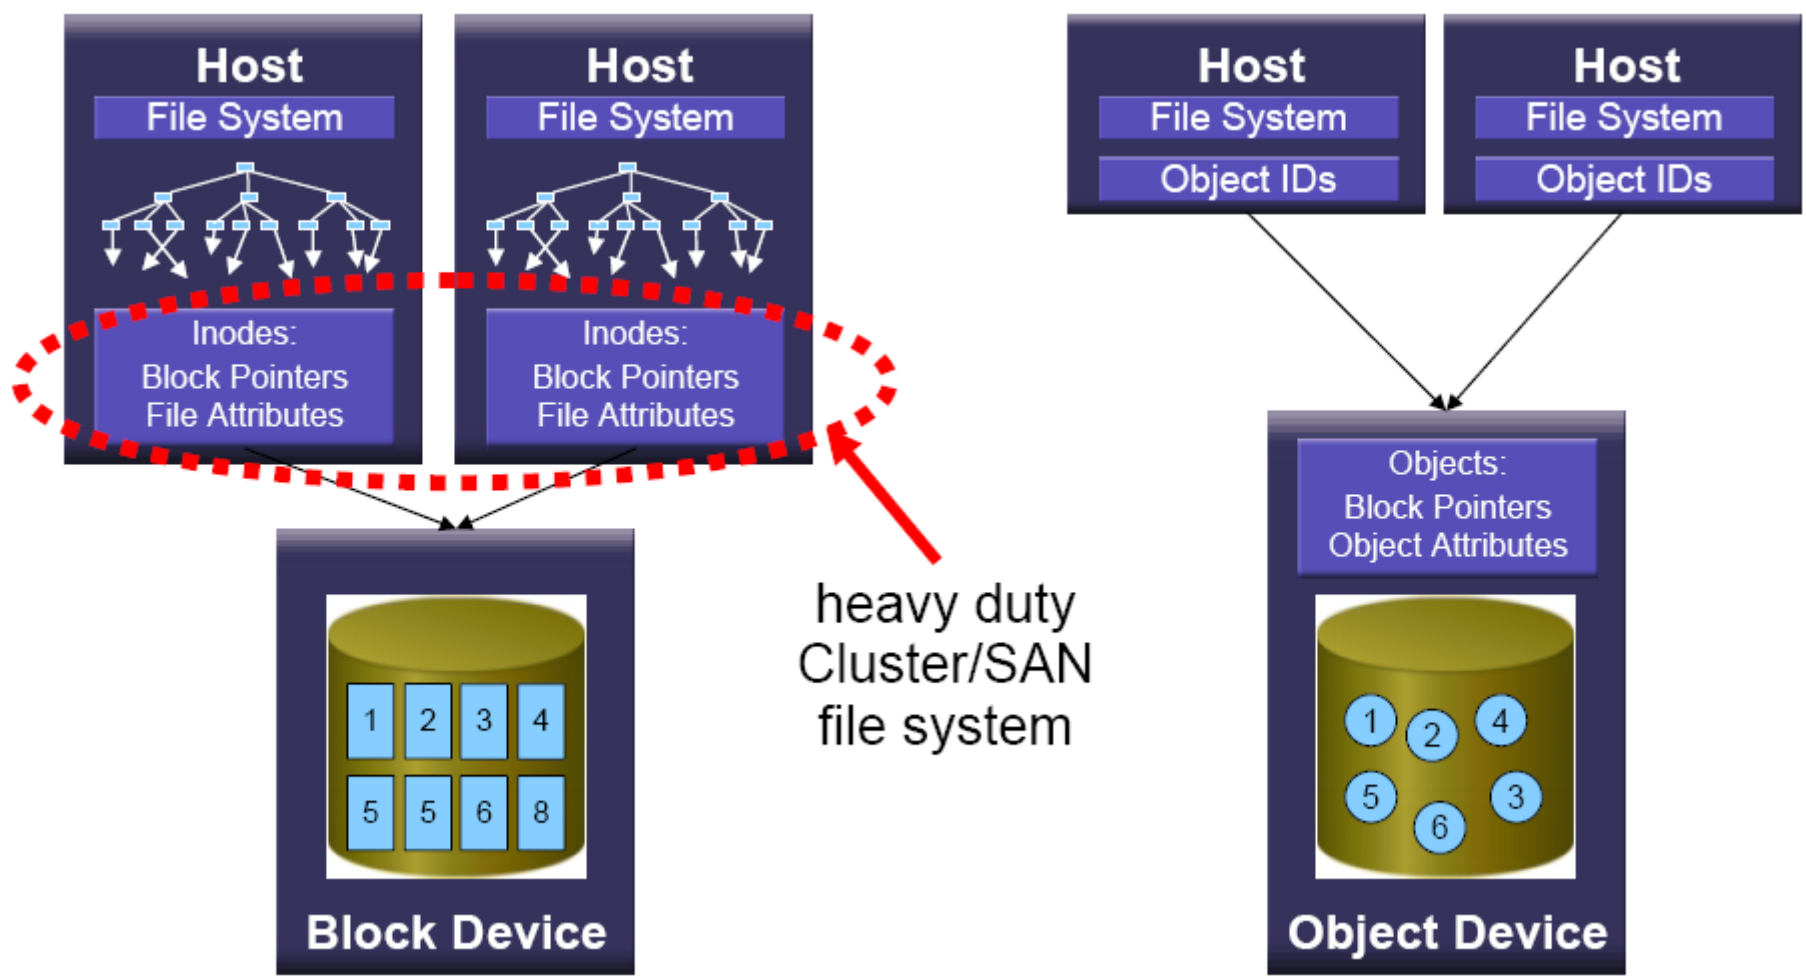 Host
File System
Inodes:
Block Pointers
File Attributes
Host
File System
Inodes:
Block Pointers
File Attributes
heavy duty
Cluster/SAN
file system
1 2 3 4
5 5 6 8
Block Device
Host
File System
Object IDs
Host
File System
Object IDs
Objects:
Block Pointers
Object Attributes
1 2 4
5 6 3
Object Device